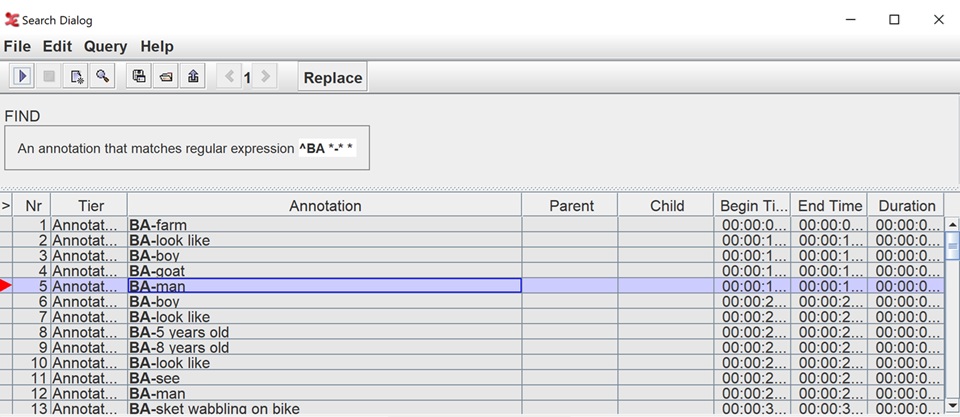 Search Dialog
File Edit Query Help
1 Replace
FIND
An annotation that matches regular expression ^BA *-* *
> Nr Tier Annotation Parent Child Begin Ti... End Time Duration
1 Annotat... BA-farm 00:00:0... 00:00:0... 00:00:0...
2 Annotat... BA-look like 00:00:1... 00:00:1... 00:00:0...
3 Annotat... BA-boy 00:00:1... 00:00:1... 00:00:0...
4 Annotat... BA-goat 00:00:1... 00:00:1... 00:00:0...
5 Annotat... BA-man 00:00:1... 00:00:1... 00:00:0...
6 Annotat... BA-boy 00:00:2... 00:00:2... 00:00:0...
7 Annotat... BA-look like 00:00:2... 00:00:2... 00:00:0...
8 Annotat... BA-5 years old 00:00:2... 00:00:2... 00:00:0...
9 Annotat... BA-8 years old 00:00:2... 00:00:2... 00:00:0...
10 Annotat... BA-look like 00:00:2... 00:00:2... 00:00:0...
11 Annotat... BA-see 00:00:2... 00:00:2... 00:00:0...
12 Annotat... BA-man 00:00:2... 00:00:2... 00:00:0...
13 Annotat... BA-sket wabbling on bike 00:00:3... 00:00:3... 00:00:0...